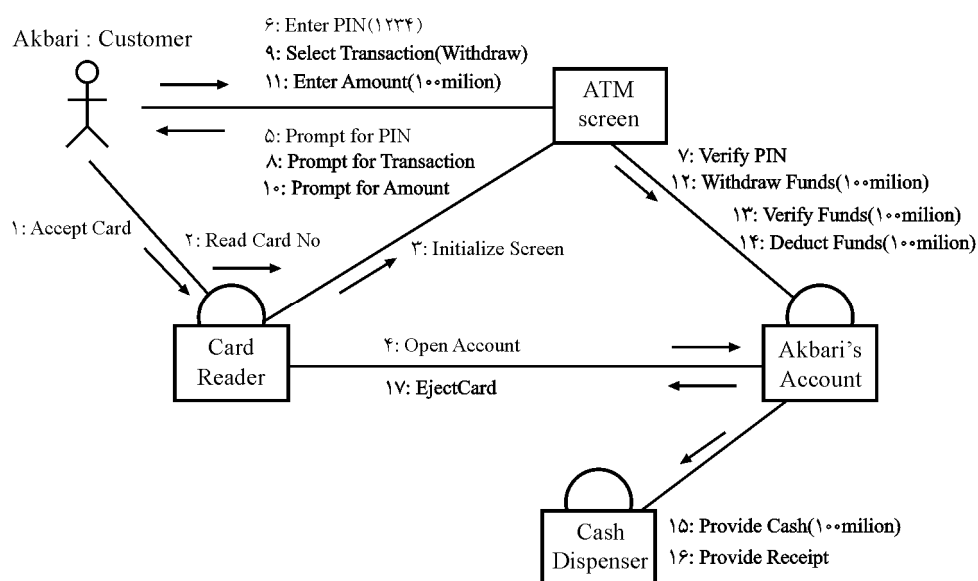 Akbari : Customer
۶: Enter PIN(۱۲۳۴)
۹: Select Transaction(Withdraw)
۱۱: Enter Amount(۱۰۰milion)
ATM
screen
۵: Prompt for PIN
۸: Prompt for Transaction
۱۰: Prompt for Amount
۷: Verify PIN
۱۲: Withdraw Funds(۱۰۰milion)
۱۳: Verify Funds(۱۰۰milion)
۱۴: Deduct Funds(۱۰۰milion)
۱: Accept Card
۲: Read Card No
۳: Initialize Screen
Card
Reader
۴: Open Account
۱۷: EjectCard
Akbari’s
Account
Cash
Dispenser
۱۵: Provide Cash(۱۰۰milion)
۱۶: Provide Receipt